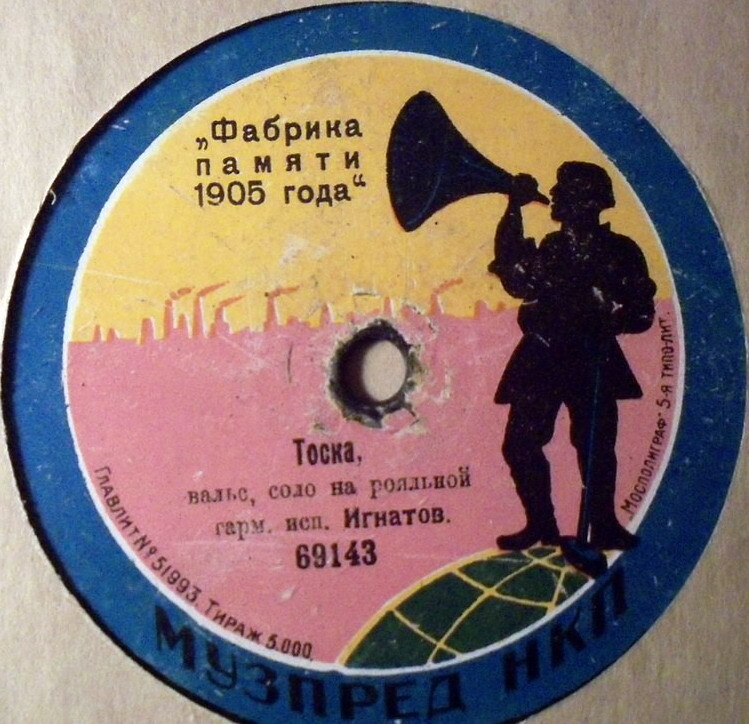 „Фабрика
памяти
1905 года“
Тоска,
вальс, соло на рояльной
гарм. исп. Игнатов.
69143
Главлит № 51993. Тираж 5.000.
„Мосполиграф“ 5-я типо-лит.
МУЗПРЕД НКП